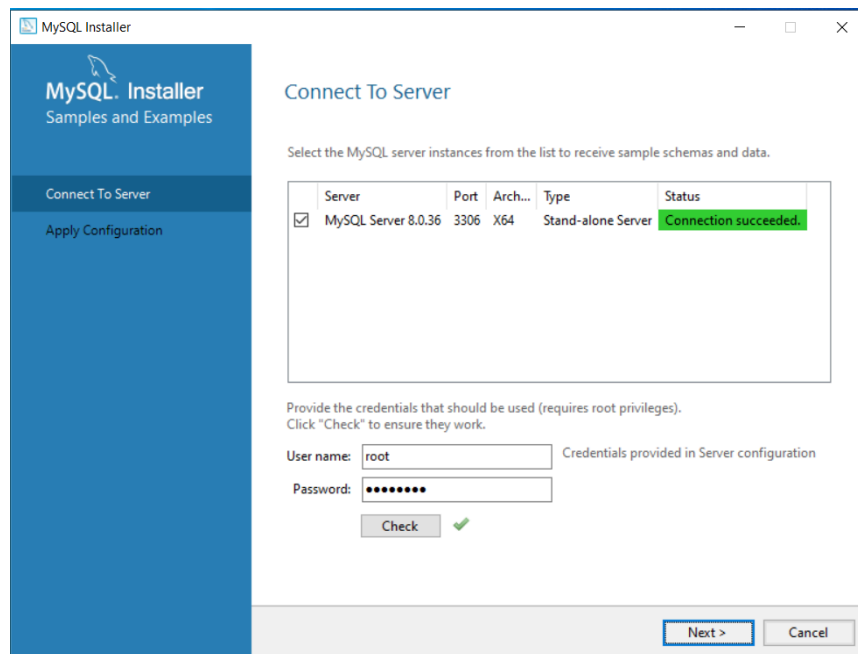 MySQL Installer
MySQL. Installer
Samples and Examples
Connect To Server
Apply Configuration
Connect To Server
Select the MySQL server instances from the list to receive sample schemas and data.
Server Port Arch... Type Status
MySQL Server 8.0.36 3306 X64 Stand-alone Server Connection succeeded.
Provide the credentials that should be used (requires root privileges).
Click "Check" to ensure they work.
User name: root Credentials provided in Server configuration
Password: ●●●●●●●●
Check
Next > Cancel